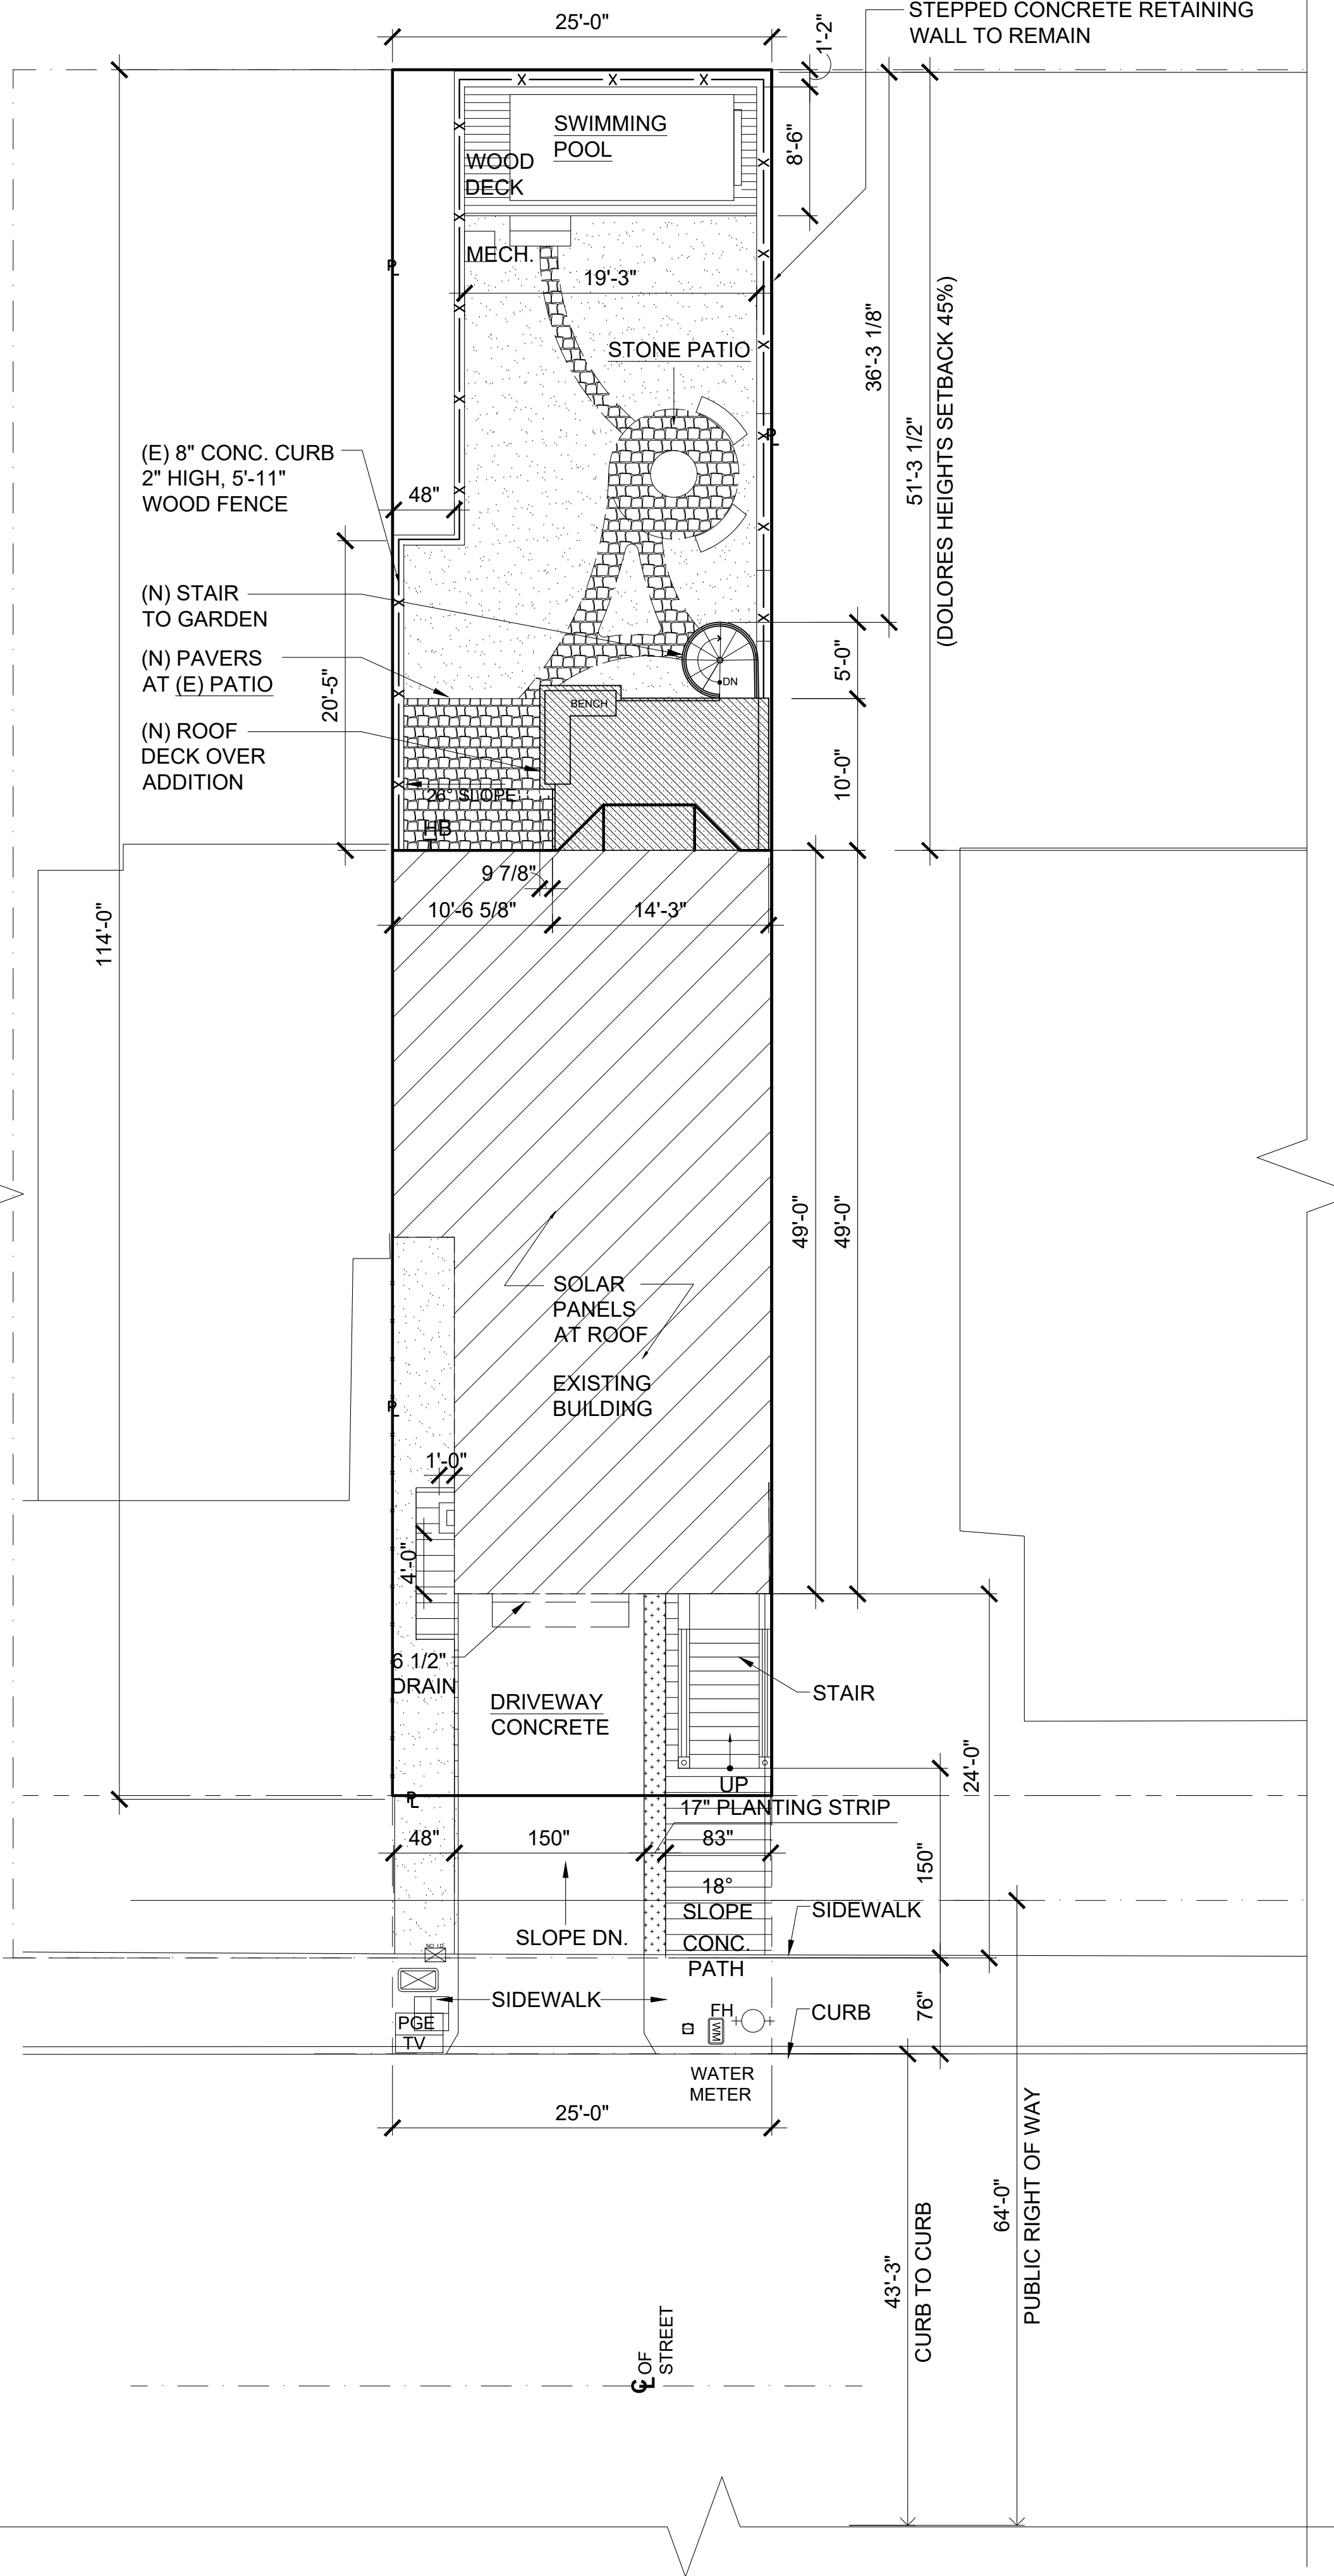 STEPPED CONCRETE RETAINING
WALL TO REMAIN
25'-0"
1'-2"
SWIMMING
POOL
8'-6"
WOOD
DECK
MECH.
PL
19'-3"
36'-3 1/8"
51'-3 1/2"
(DOLORES HEIGHTS SETBACK 45%)
STONE PATIO
PL
(E) 8" CONC. CURB
2" HIGH, 5'-11"
WOOD FENCE
48"
(N) STAIR
TO GARDEN
(N) PAVERS
AT (E) PATIO
20'-5"
5'-0"
DN
BENCH
(N) ROOF
DECK OVER
ADDITION
10'-0"
26° SLOPE
HB
9 7/8"
10'-6 5/8"
14'-3"
114'-0"
49'-0"
49'-0"
SOLAR
PANELS
AT ROOF
EXISTING
BUILDING
PL
1'-0"
4'-0"
6 1/2"
DRAIN
DRIVEWAY
CONCRETE
STAIR
24'-0"
UP
PL
17" PLANTING STRIP
48"
150"
83"
150"
18°
SLOPE
CONC.
PATH
SLOPE DN.
SIDEWALK
NO I.D.
SIDEWALK
PGE
TV
FH
WM
CURB
76"
WATER
METER
25'-0"
43'-3"
CURB TO CURB
64'-0"
PUBLIC RIGHT OF WAY
CL OF
STREET
X X X
X X X X X
X X X
X X X X X X